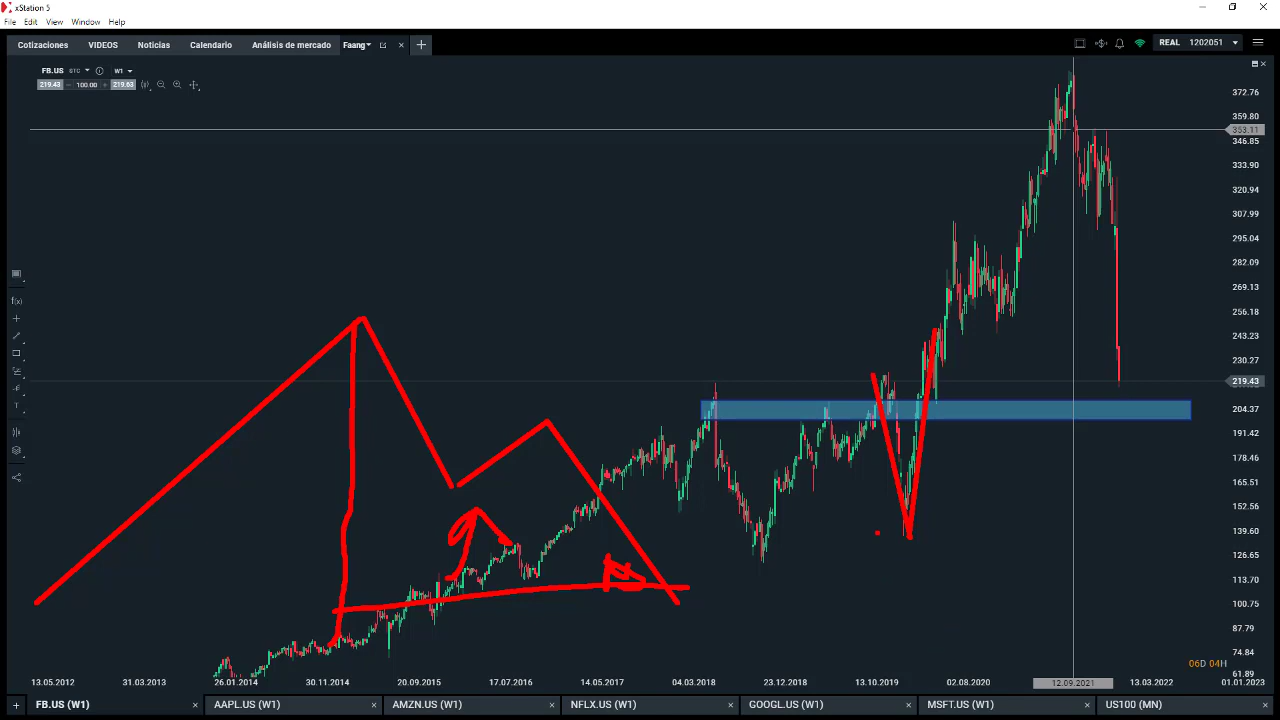 xStation 5
File Edit View Window Help
Cotizaciones VIDEOS Noticias Calendario Análisis de mercado Faang REAL 1202051
FB.US STC W1
219.43 100.00 219.63
372.76
359.80
353.11
346.85
333.90
320.94
307.99
295.04
282.09
269.13
256.18
243.23
230.27
219.43
204.37
191.42
178.46
165.51
152.56
139.60
126.65
113.70
100.75
87.79
74.84
61.89
f(x)
T
06D 04H
13.05.2012 31.03.2013 26.01.2014 30.11.2014 20.09.2015 17.07.2016 14.05.2017 04.03.2018 23.12.2018 13.10.2019 02.08.2020 12.09.2021 13.03.2022 01.01.2023
FB.US (W1) AAPL.US (W1) AMZN.US (W1) NFLX.US (W1) GOOGL.US (W1) MSFT.US (W1) US100 (MN)